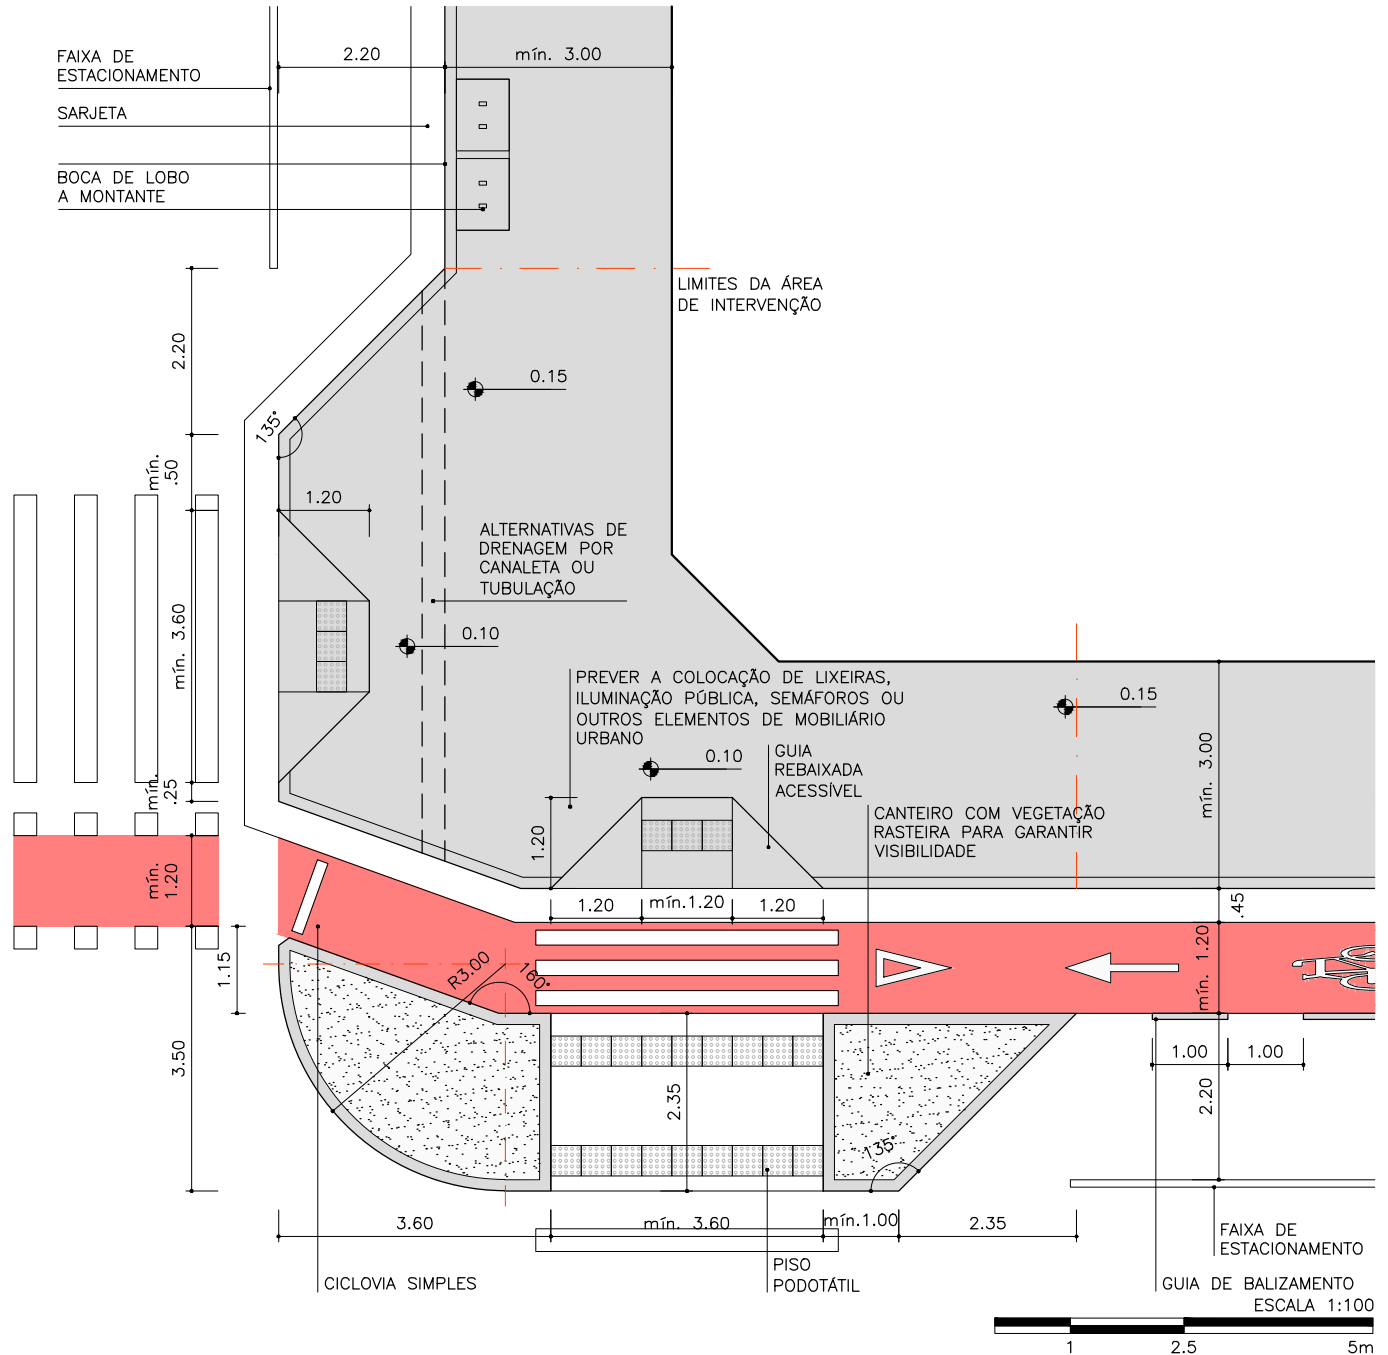 2.20
mín. 3.00
FAIXA DE
ESTACIONAMENTO
SARJETA
BOCA DE LOBO
A MONTANTE
LIMITES DA ÁREA
DE INTERVENÇÃO
2.20
0.15
135°
mín.
.50
1.20
ALTERNATIVAS DE
DRENAGEM POR
CANALETA OU
TUBULAÇÃO
mín. 3.60
0.10
PREVER A COLOCAÇÃO DE LIXEIRAS,
ILUMINAÇÃO PÚBLICA, SEMÁFOROS OU
OUTROS ELEMENTOS DE MOBILIÁRIO
URBANO
0.15
0.10
GUIA
REBAIXADA
ACESSÍVEL
mín. 3.00
mín.
.25
CANTEIRO COM VEGETAÇÃO
RASTEIRA PARA GARANTIR
VISIBILIDADE
1.20
mín.
1.20
1.20
mín.1.20
1.20
.45
1.15
R3.00
160°
mín. 1.20
3.50
2.35
1.00
1.00
2.20
135°
3.60
mín. 3.60
mín.1.00
2.35
FAIXA DE
ESTACIONAMENTO
CICLOVIA SIMPLES
PISO
PODOTÁTIL
GUIA DE BALIZAMENTO
ESCALA 1:100
1
2.5
5m